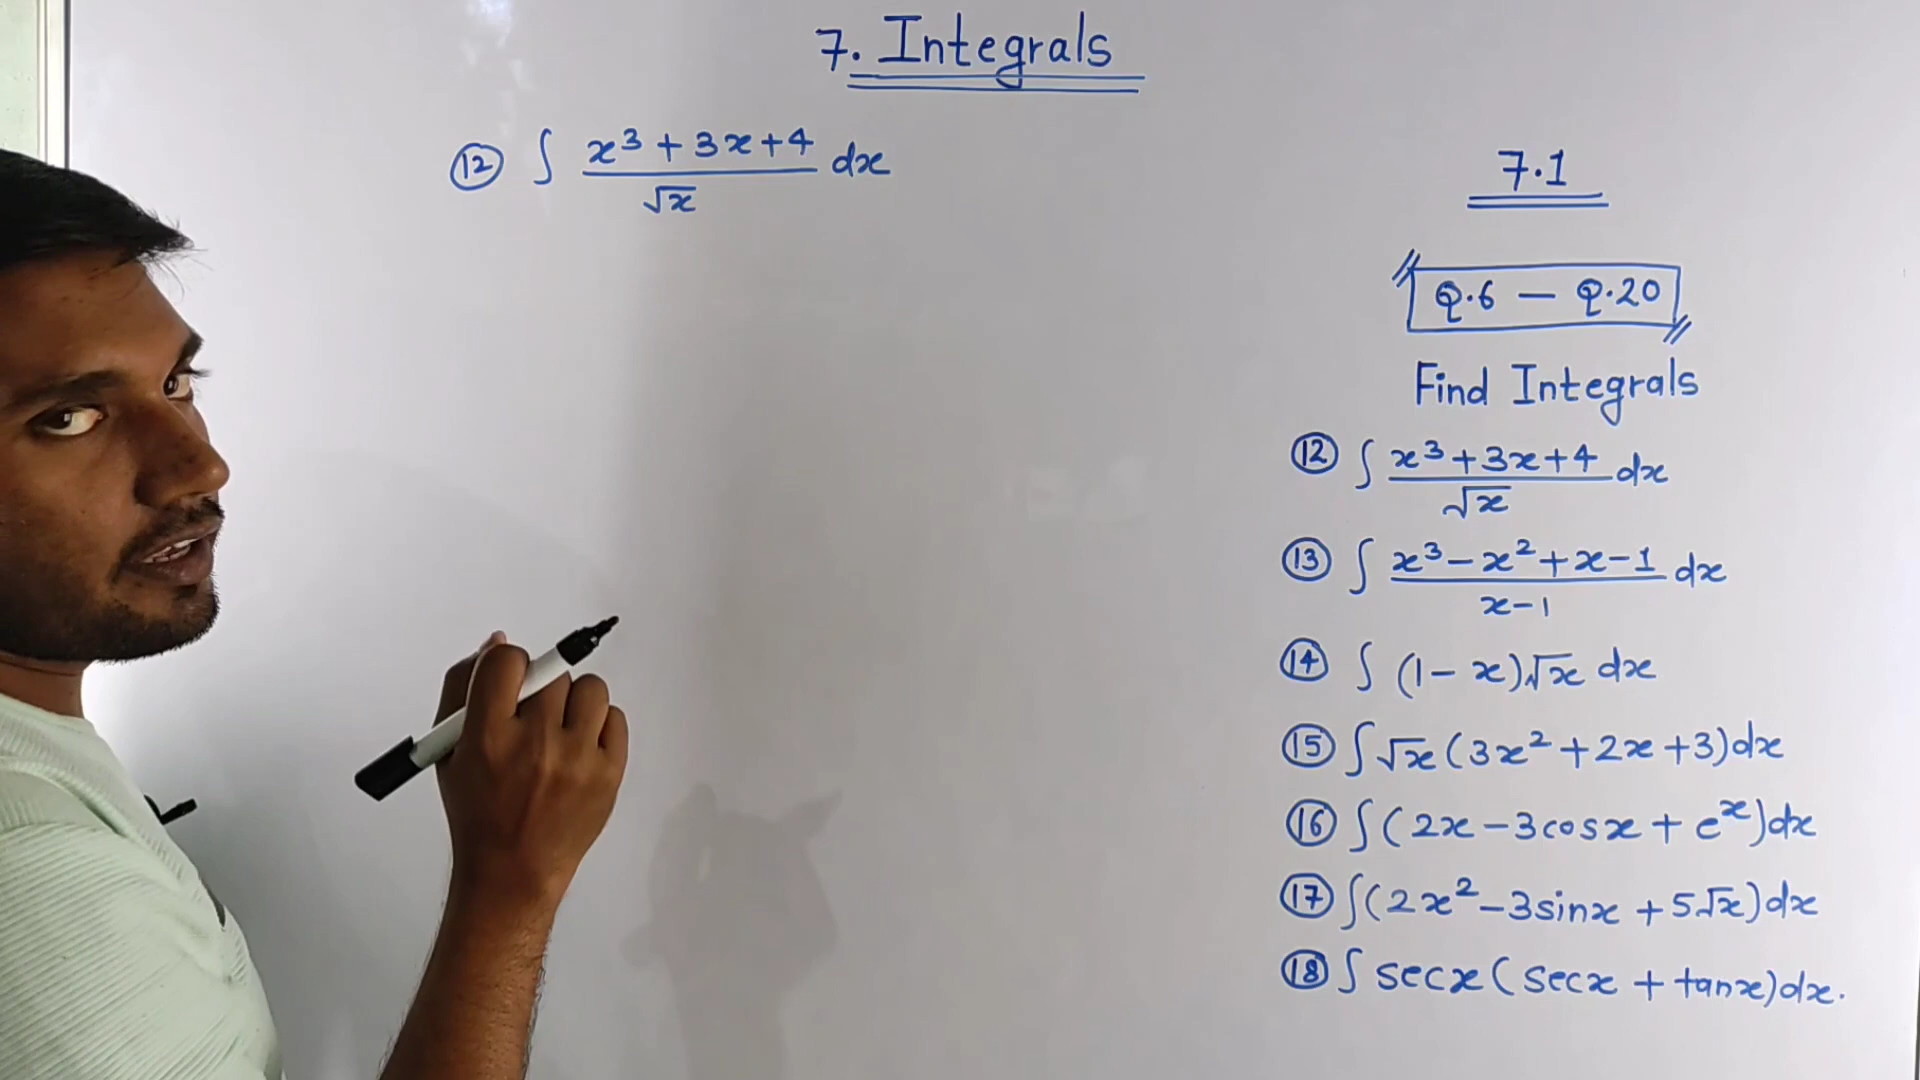 7. Integrals
⑫ ∫ (x³ + 3x + 4)/√x dx
7.1
Q.6 — Q.20
Find Integrals
⑫ ∫ (x³ + 3x + 4)/√x dx
⑬ ∫ (x³ − x² + x − 1)/(x − 1) dx
⑭ ∫ (1 − x)√x dx
⑮ ∫ √x (3x² + 2x + 3) dx
⑯ ∫ (2x − 3cosx + eˣ) dx
⑰ ∫ (2x² − 3sinx + 5√x) dx
⑱ ∫ secx (secx + tanx) dx.